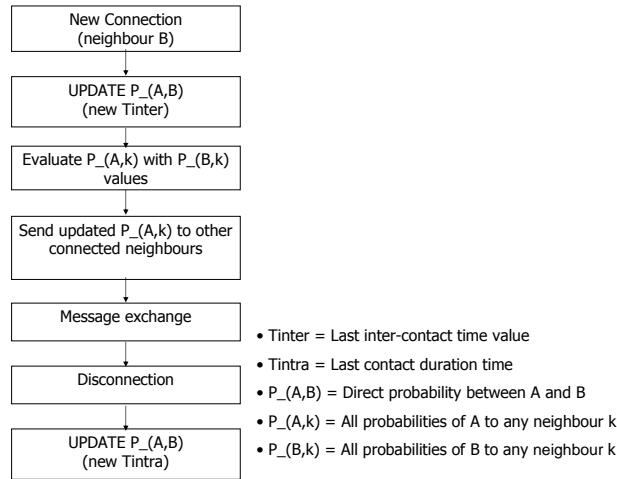 New Connection
(neighbour B)
UPDATE P_(A,B)
(new Tinter)
Evaluate P_(A,k) with P_(B,k)
values
Send updated P_(A,k) to other
connected neighbours
Message exchange
Disconnection
UPDATE P_(A,B)
(new Tintra)
• Tinter = Last inter-contact time value
• Tintra = Last contact duration time
• P_(A,B) = Direct probability between A and B
• P_(A,k) = All probabilities of A to any neighbour k
• P_(B,k) = All probabilities of B to any neighbour k